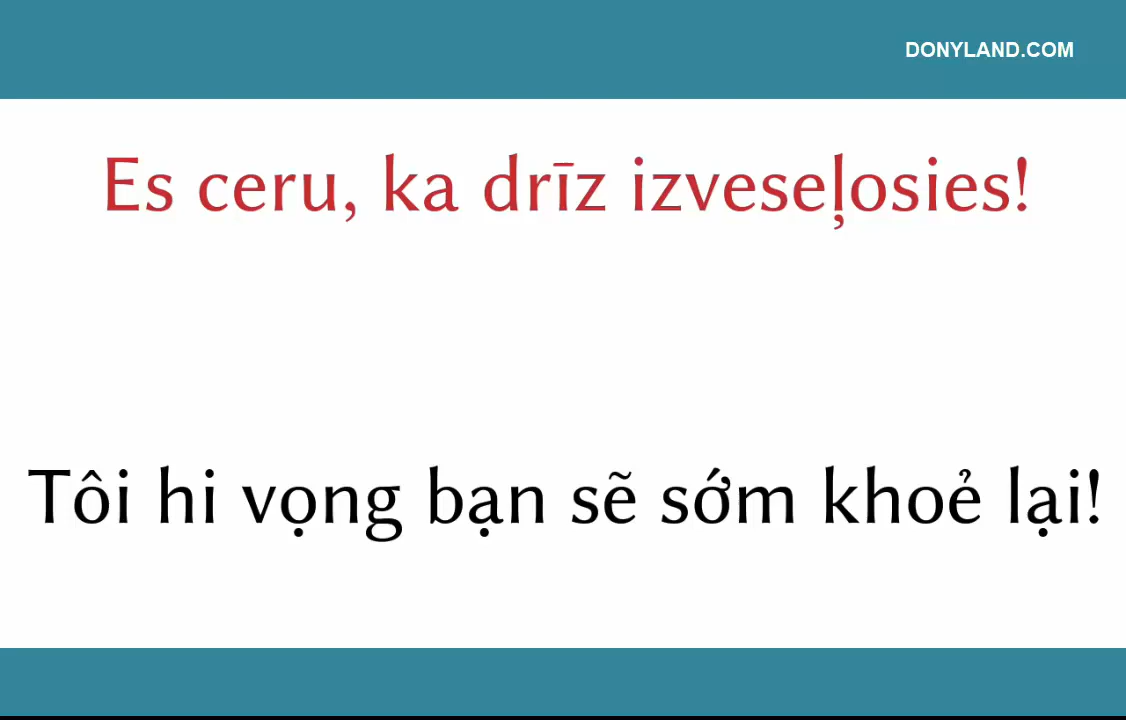 DONYLAND.COM
Es ceru, ka drīz izveseļosies!
Tôi hi vọng bạn sẽ sớm khoẻ lại!